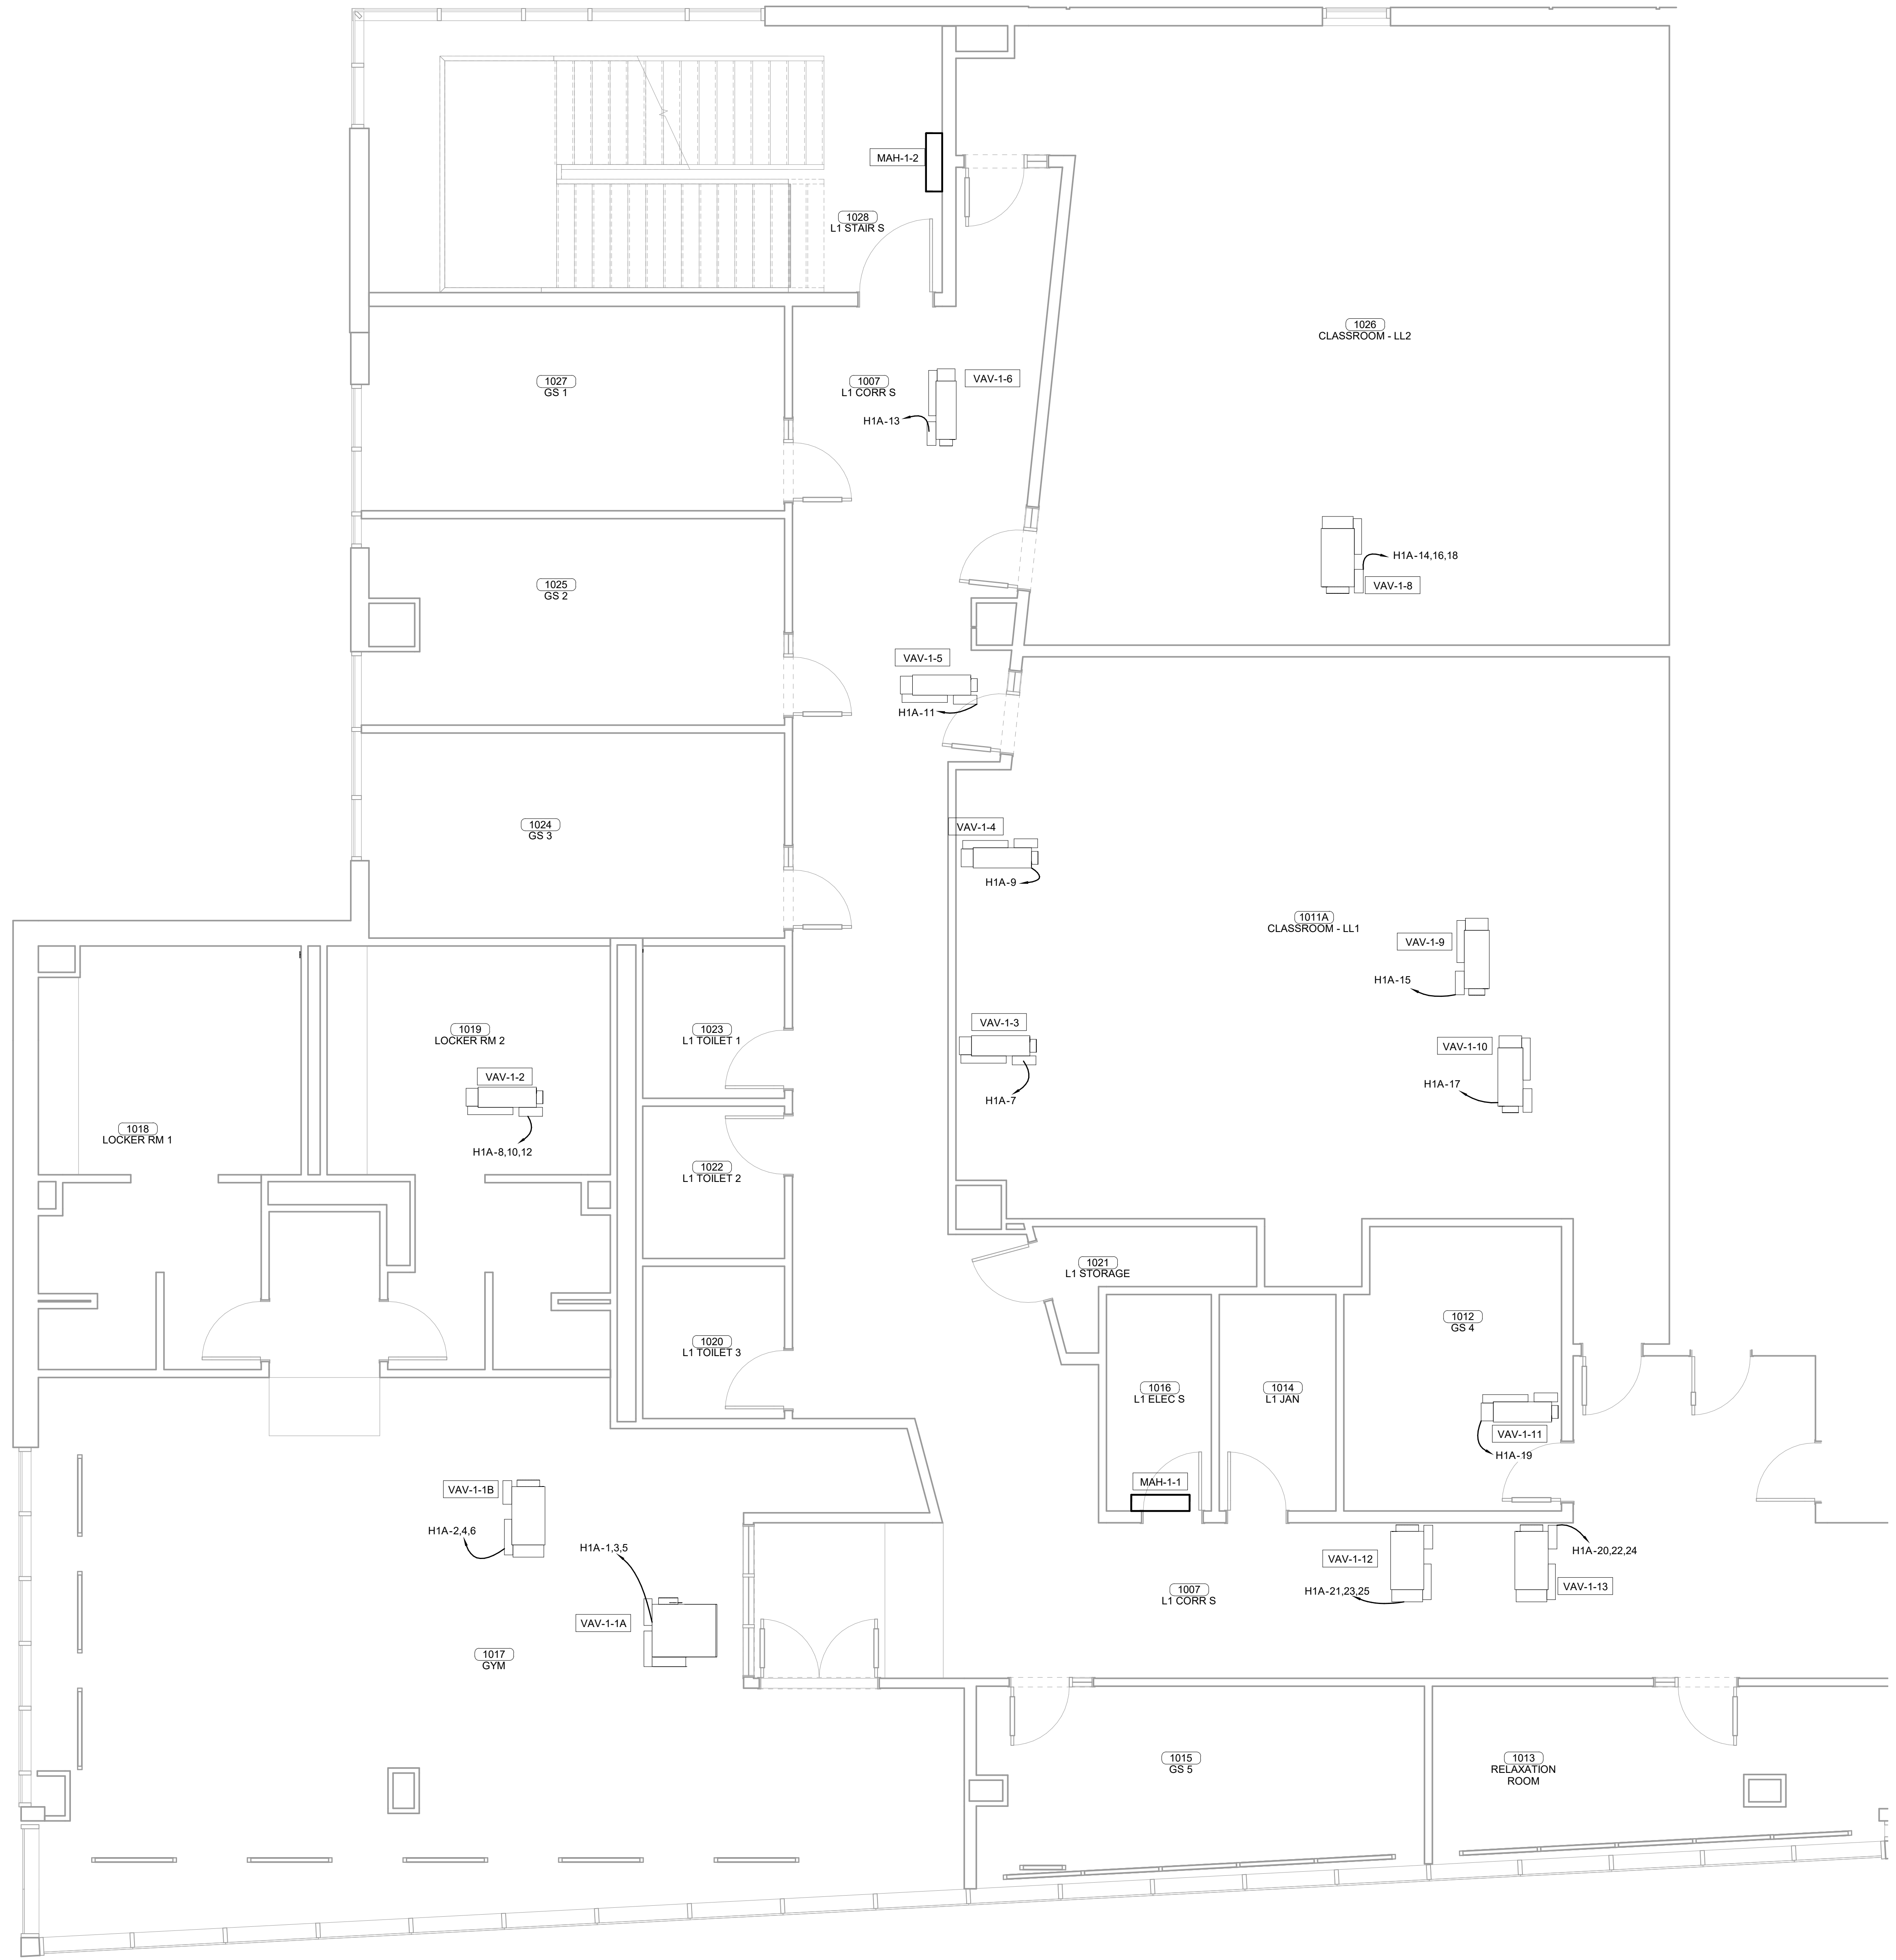 MAH-1-2
1028
L1 STAIR S
1026
CLASSROOM - LL2
1027
GS 1
1007
L1 CORR S
VAV-1-6
H1A-13
H1A-14,16,18
VAV-1-8
1025
GS 2
VAV-1-5
H1A-11
1024
GS 3
VAV-1-4
H1A-9
1011A
CLASSROOM - LL1
VAV-1-9
H1A-15
1019
LOCKER RM 2
1023
L1 TOILET 1
VAV-1-3
H1A-7
VAV-1-10
H1A-17
VAV-1-2
H1A-8,10,12
1018
LOCKER RM 1
1022
L1 TOILET 2
1021
L1 STORAGE
1012
GS 4
1020
L1 TOILET 3
1016
L1 ELEC S
1014
L1 JAN
VAV-1-11
H1A-19
MAH-1-1
VAV-1-1B
H1A-2,4,6
H1A-1,3,5
VAV-1-1A
1017
GYM
VAV-1-12
H1A-21,23,25
H1A-20,22,24
VAV-1-13
1007
L1 CORR S
1015
GS 5
1013
RELAXATION
ROOM